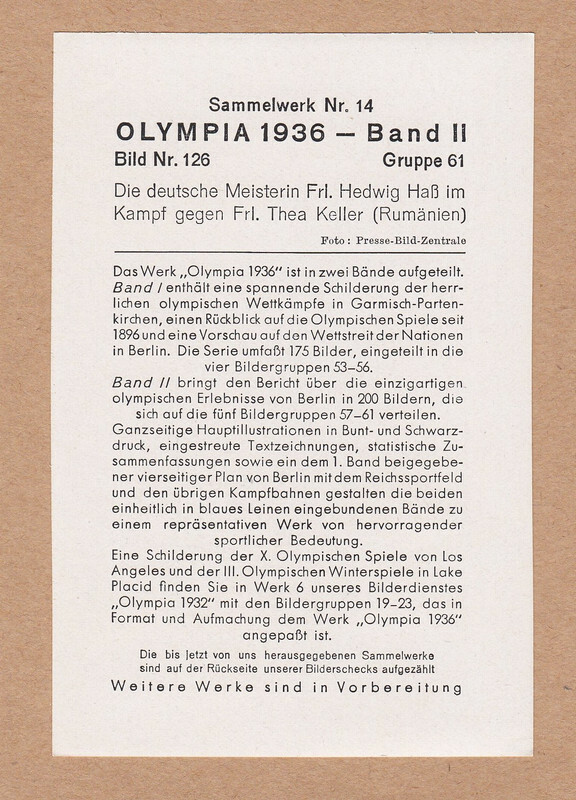 Sammelwerk Nr. 14
OLYMPIA 1936 — Band II
Bild Nr. 126 Gruppe 61
Die deutsche Meisterin Frl. Hedwig Haß im
Kampf gegen Frl. Thea Keller (Rumänien)
Foto: Presse-Bild-Zentrale
Das Werk „Olympia 1936“ ist in zwei Bände aufgeteilt.
Band I enthält eine spannende Schilderung der herr-
lichen olympischen Wettkämpfe in Garmisch-Parten-
kirchen, einen Rückblick auf die Olympischen Spiele seit
1896 und eine Vorschau auf den Wettstreit der Nationen
in Berlin. Die Serie umfaßt 175 Bilder, eingeteilt in die
vier Bildergruppen 53–56.
Band II bringt den Bericht über die einzigartigen
olympischen Erlebnisse von Berlin in 200 Bildern, die
sich auf die fünf Bildergruppen 57–61 verteilen.
Ganzseitige Hauptillustrationen in Bunt- und Schwarz-
druck, eingestreute Textzeichnungen, statistische Zu-
sammenfassungen sowie ein dem 1. Band beigegebe-
ner vierseitiger Plan von Berlin mit dem Reichssportfeld
und den übrigen Kampfbahnen gestalten die beiden
einheitlich in blaues Leinen eingebundenen Bände zu
einem repräsentativen Werk von hervorragender
sportlicher Bedeutung.
Eine Schilderung der X. Olympischen Spiele von Los
Angeles und der III. Olympischen Winterspiele in Lake
Placid finden Sie in Werk 6 unseres Bilderdienstes
„Olympia 1932“ mit den Bildergruppen 19–23, das in
Format und Aufmachung dem Werk „Olympia 1936“
angepaßt ist.
Die bis jetzt von uns herausgegebenen Sammelwerke
sind auf der Rückseite unserer Bilderschecks aufgezählt
Weitere Werke sind in Vorbereitung